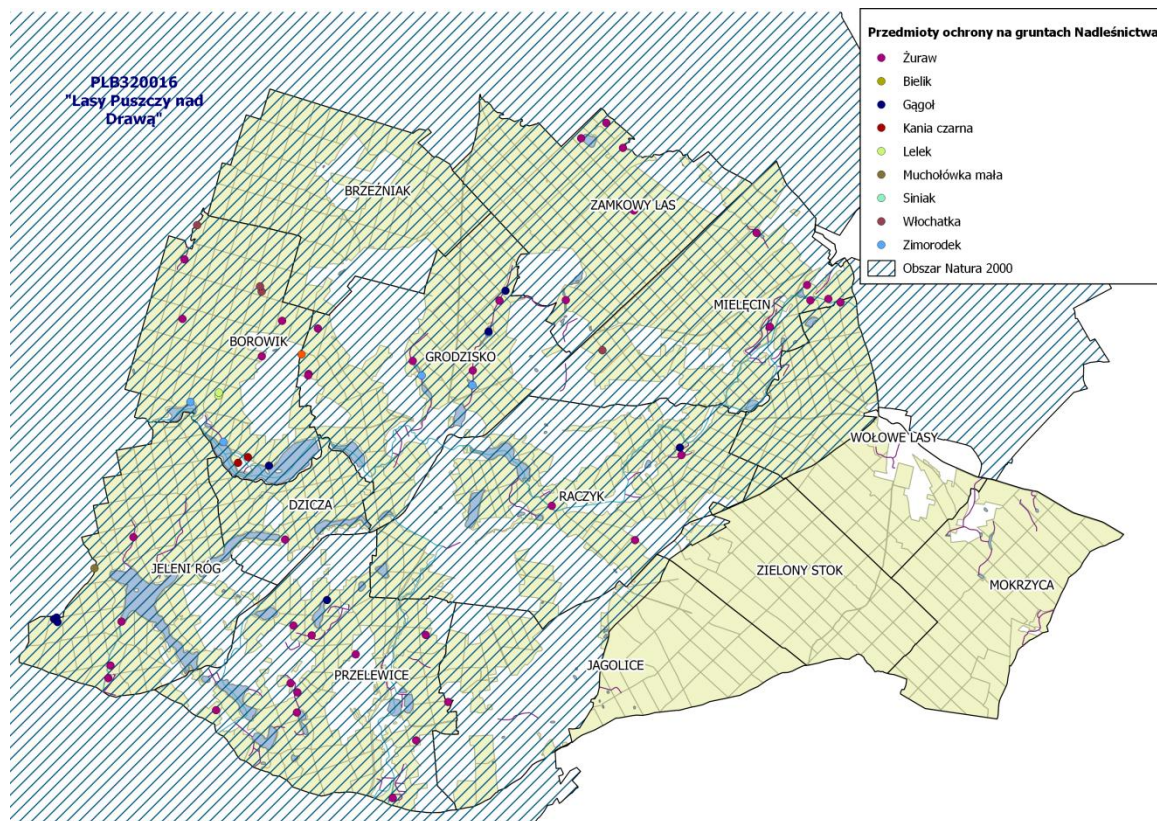 PLB320016
"Lasy Puszczy nad
Drawą"
Przedmioty ochrony na gruntach Nadleśnictwa
Żuraw
Bielik
Gągoł
Kania czarna
Lelek
Muchołówka mała
Siniak
Włochatka
Zimorodek
Obszar Natura 2000
BRZEŹNIAK
ZAMKOWY LAS
MIELĘCIN
BOROWIK
GRODZISKO
WOŁOWE LASY
DZICZA
RACZYK
JELENI RÓG
ZIELONY STOK
MOKRZYCA
JAGOLICE
PRZELEWICE